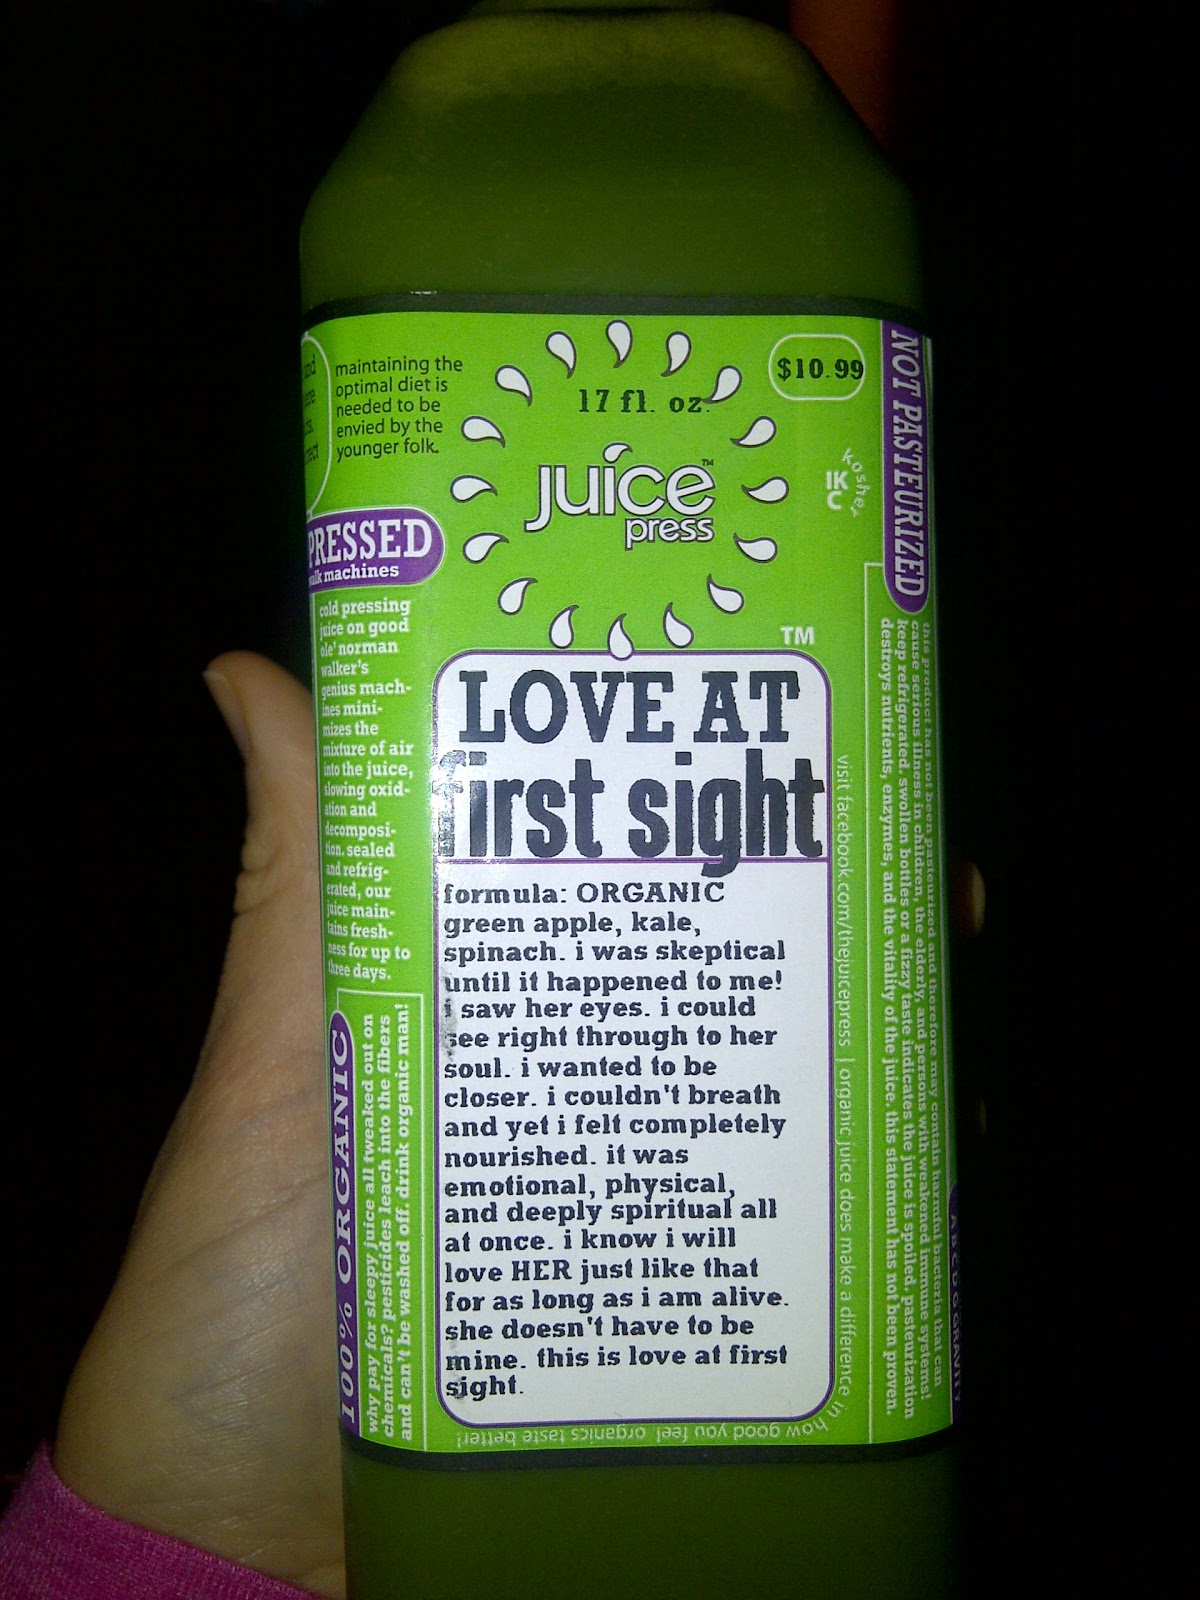 maintaining the
optimal diet is
needed to be
envied by the
younger folk.
17 fl. oz.
juice™
press
$10.99
kosher
IK
C
NOT PASTEURIZED
this product has not been pasteurized and therefore may contain harmful bacteria that can
cause serious illness in children, the elderly, and persons with weakened immune systems!
keep refrigerated. swollen bottles or a fizzy taste indicates the juice is spoiled. pasteurization
destroys nutrients, enzymes, and the vitality of the juice. this statement has not been proven.
PRESSED
machines
cold pressing
juice on good
ole' norman
walker's
genius mach-
ines mini-
mizes the
mixture of air
into the juice,
slowing oxid-
ation and
decomposi-
tion. sealed
and refrig-
erated, our
juice main-
tains fresh-
ness for up to
three days.
100% ORGANIC
why pay for sleepy juice all tweaked out on
chemicals? pesticides leach into the fibers
and can't be washed off. drink organic man!
TM
LOVE AT
first sight
formula: ORGANIC
green apple, kale,
spinach. i was skeptical
until it happened to me!
i saw her eyes. i could
see right through to her
soul. i wanted to be
closer. i couldn't breath
and yet i felt completely
nourished. it was
emotional, physical,
and deeply spiritual all
at once. i know i will
love HER just like that
for as long as i am alive.
she doesn't have to be
mine. this is love at first
sight.
visit facebook.com/thejuicepress | organic juice does make a difference in how good you feel. organics taste better!